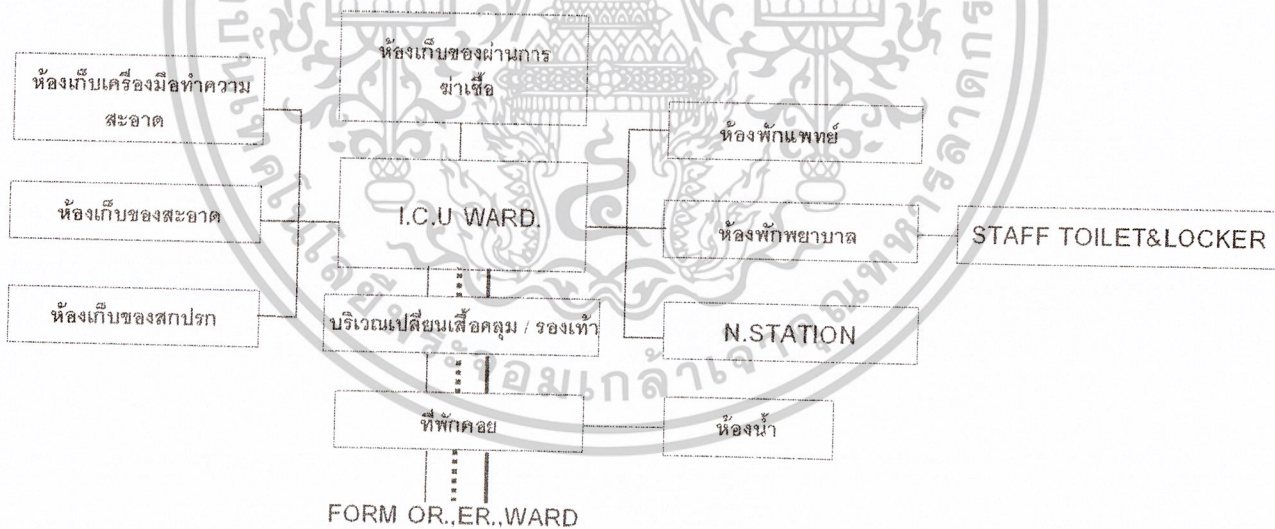 ห้องเก็บของผ่านการ
ฆ่าเชื้อ
ห้องเก็บเครื่องมือทำความ
สะอาด
ห้องพักแพทย์
ห้องเก็บของสะอาด
I.C.U WARD.
ห้องพักพยาบาล
STAFF TOILET&LOCKER
ห้องเก็บของสกปรก
บริเวณเปลี่ยนเสื้อคลุม / รองเท้า
N.STATION
ที่พักคอย
ห้องน้ำ
FORM OR.,ER.,WARD